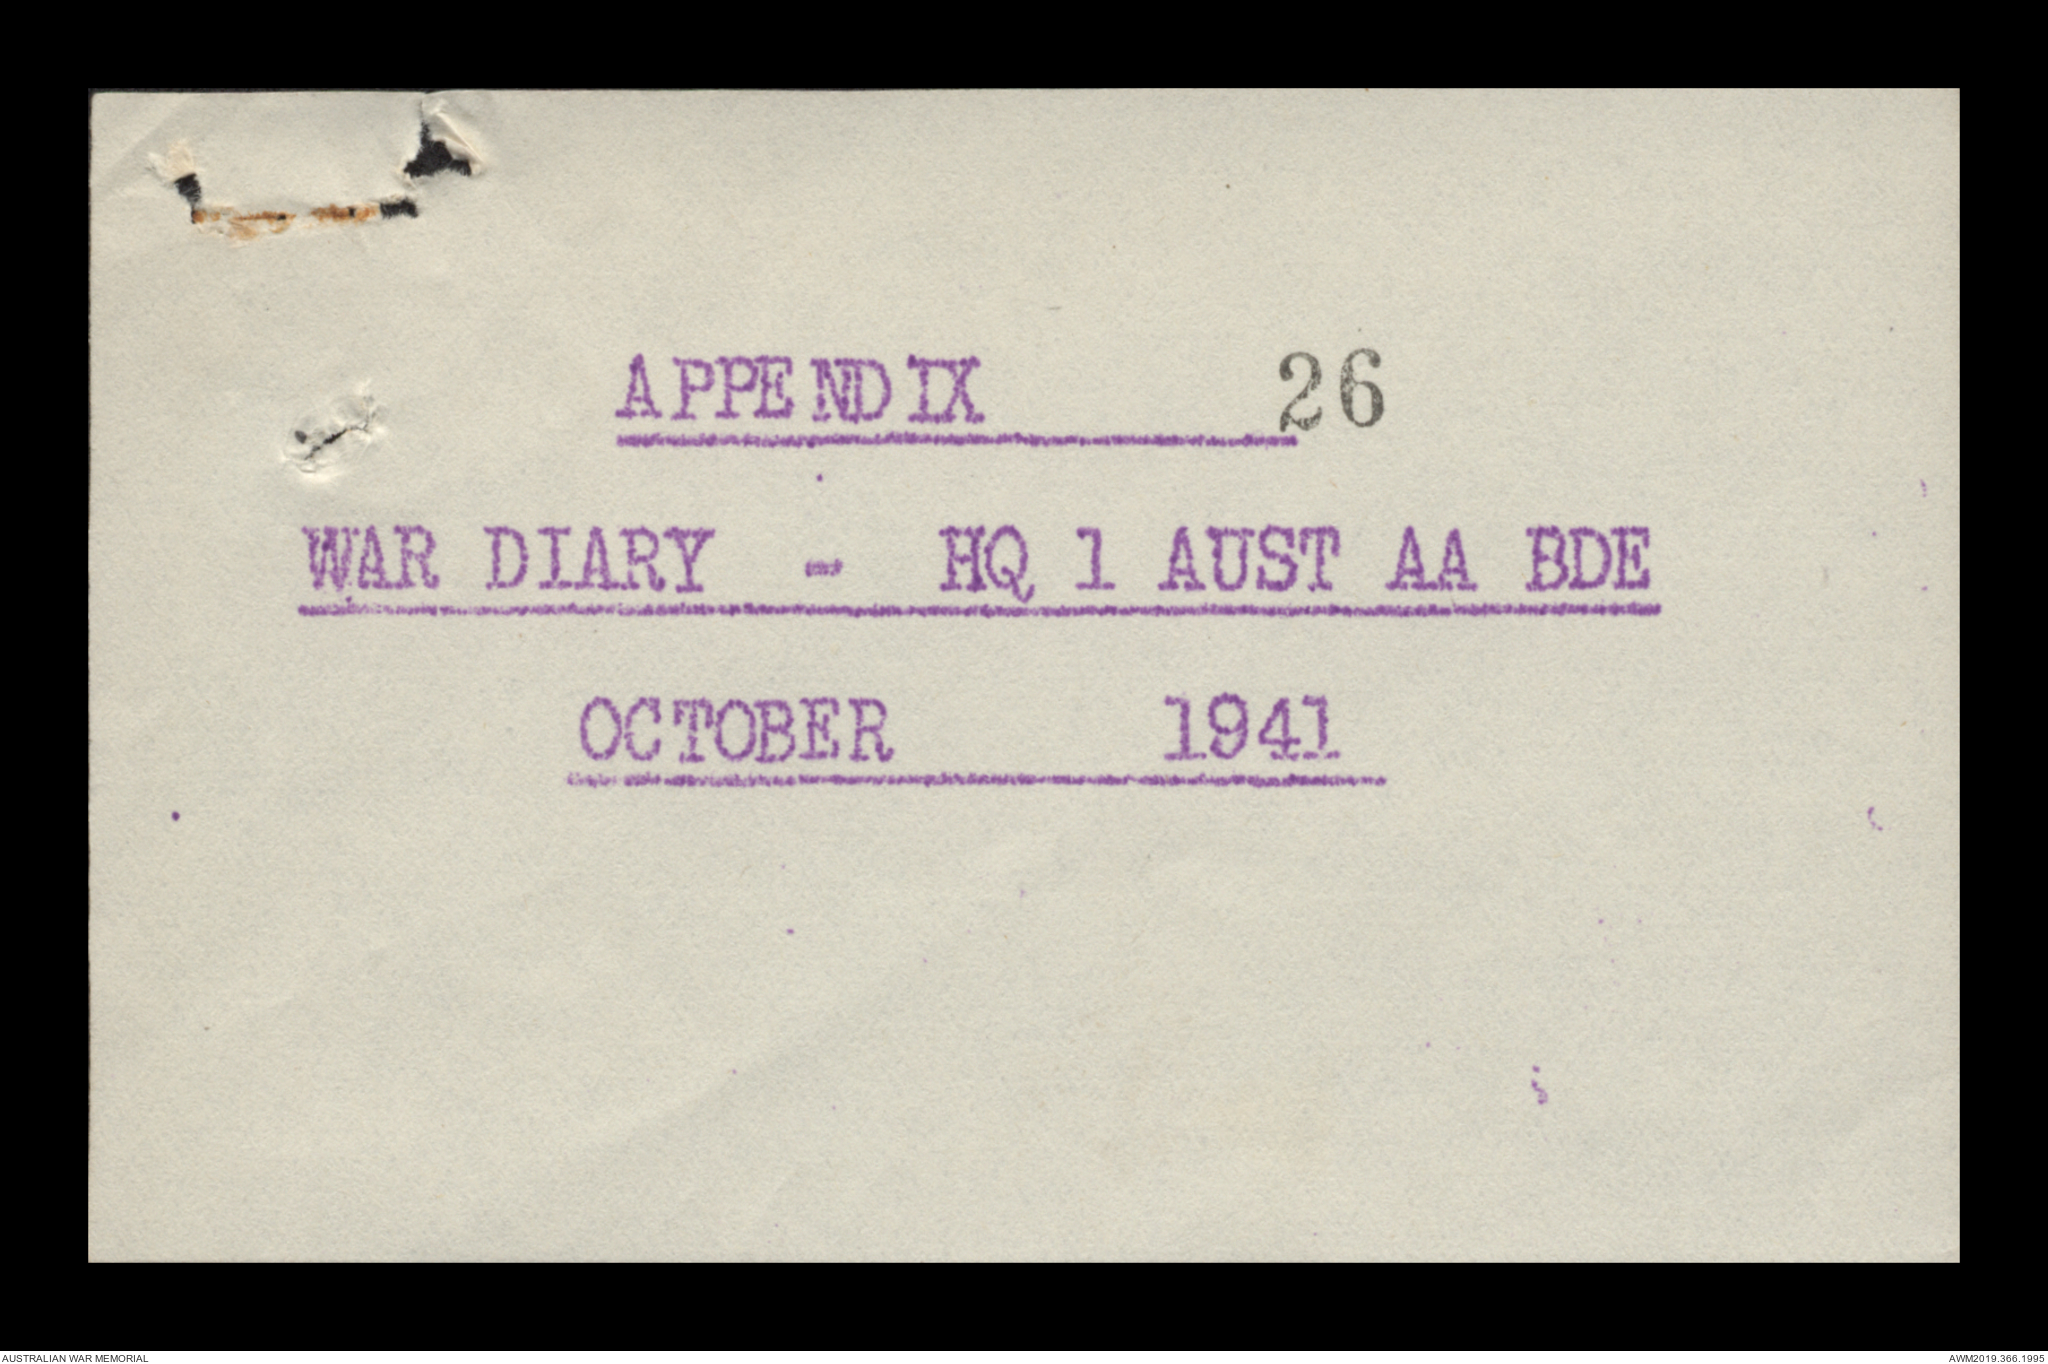 APPENDIX 26
WAR DIARY - HQ 1 AUST AA BDE
OCTOBER 1941
AUSTRALIAN WAR MEMORIAL
AWM2019.366.1995